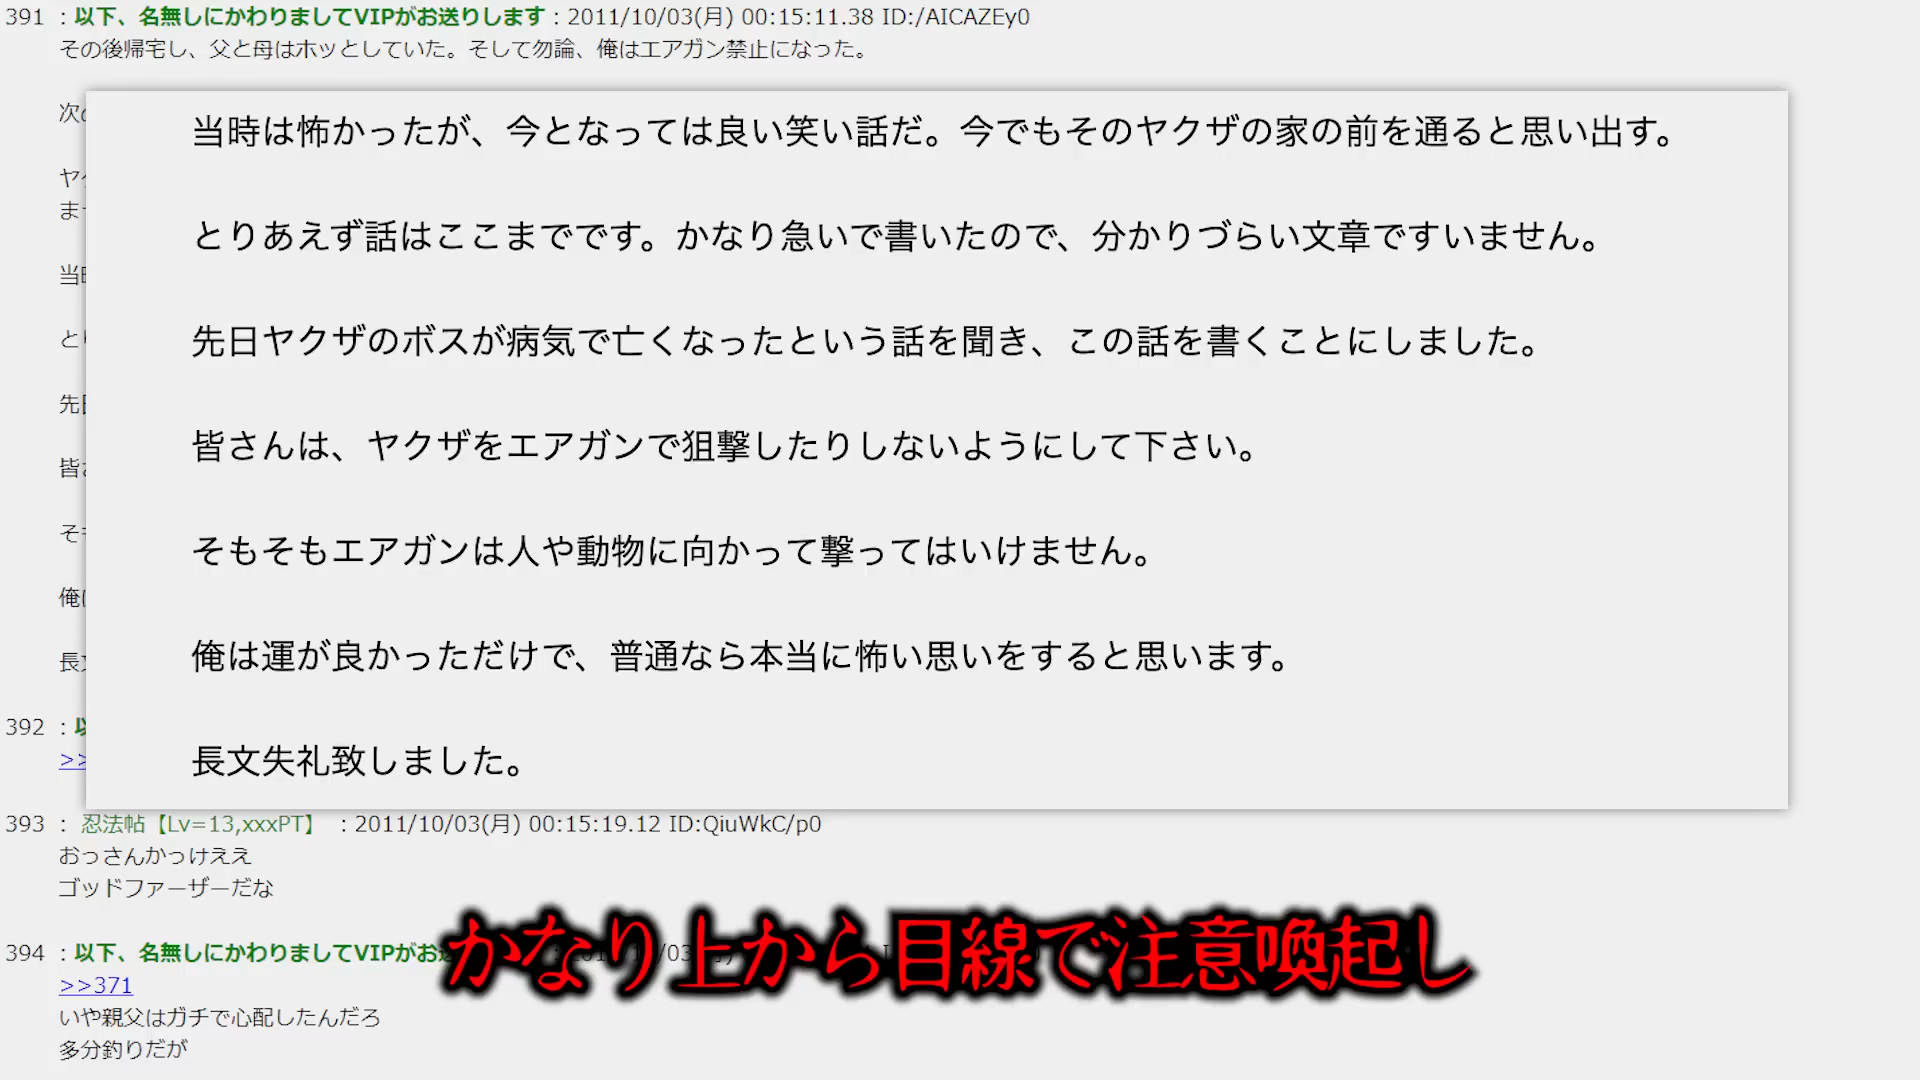 391 ：以下、名無しにかわりましてVIPがお送りします：2011/10/03(月) 00:15:11.38 ID:/AICAZEy0
その後帰宅し、父と母はホッとしていた。そして勿論、俺はエアガン禁止になった。
次
当時は怖かったが、今となっては良い笑い話だ。今でもそのヤクザの家の前を通ると思い出す。
ヤ
ま
とりあえず話はここまでです。かなり急いで書いたので、分かりづらい文章ですいません。
当
と
先日ヤクザのボスが病気で亡くなったという話を聞き、この話を書くことにしました。
先
皆さんは、ヤクザをエアガンで狙撃したりしないようにして下さい。
皆
そ
そもそもエアガンは人や動物に向かって撃ってはいけません。
俺
俺は運が良かっただけで、普通なら本当に怖い思いをすると思います。
長
392 ：以
>>
長文失礼致しました。
393 ： 忍法帖【Lv=13,xxxPT】 ：2011/10/03(月) 00:15:19.12 ID:QiuWkC/p0
おっさんかっけええ
ゴッドファーザーだな
394 ：以下、名無しにかわりましてVIPがお
かなり上から目線で注意喚起し
>>371
いや親父はガチで心配したんだろ
多分釣りだが